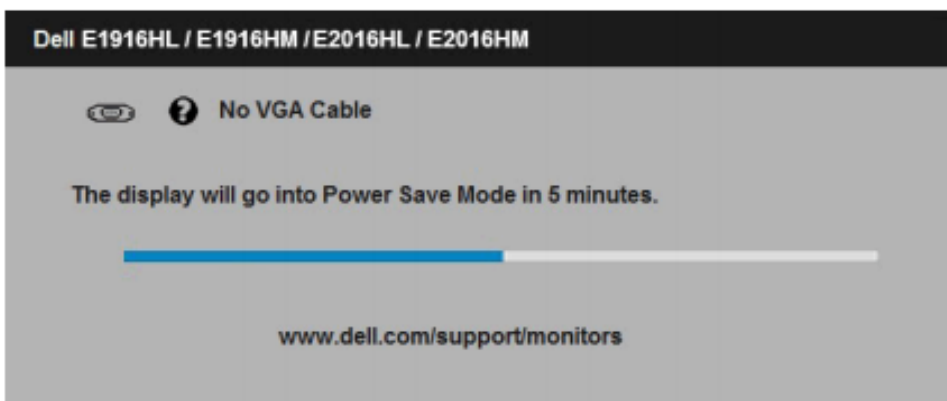 Dell E1916HL / E1916HM /E2016HL / E2016HM
? No VGA Cable
The display will go into Power Save Mode in 5 minutes.
www.dell.com/support/monitors